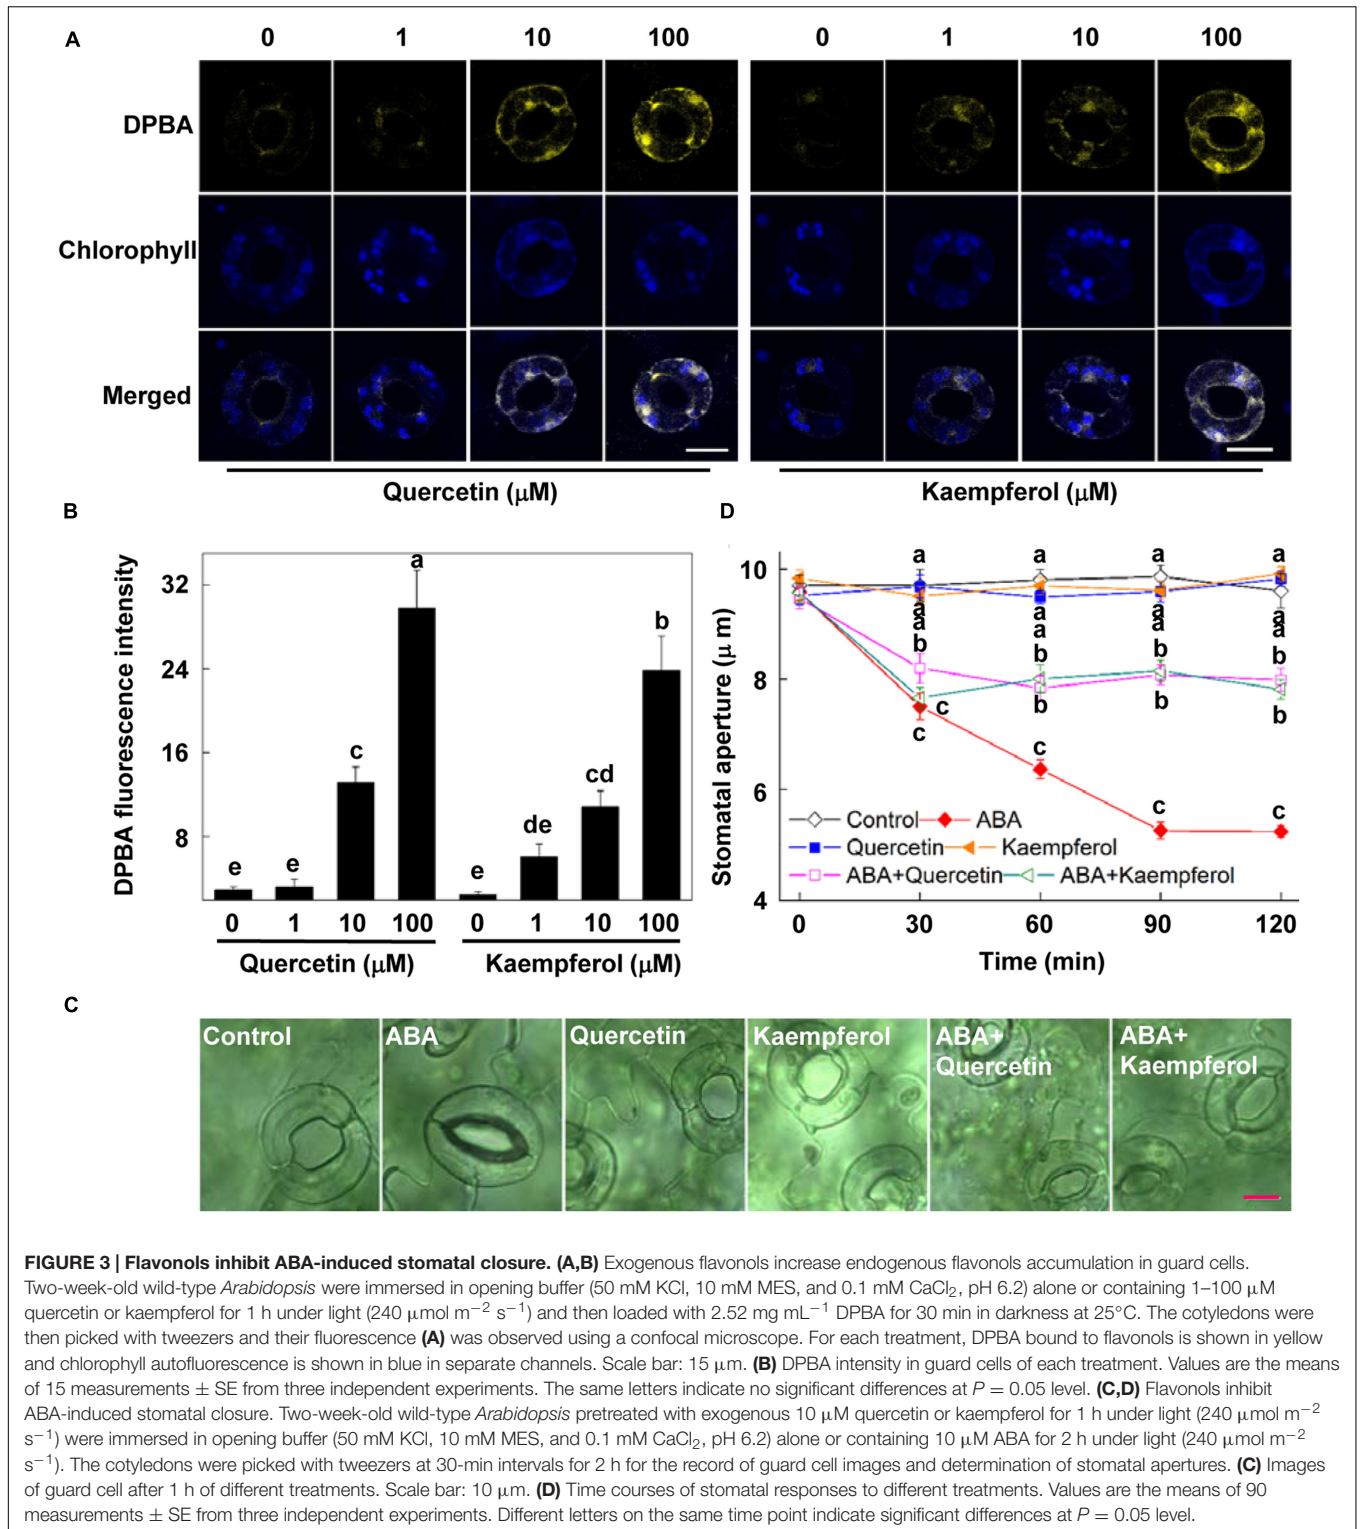 A
0 1 10 100 0 1 10 100
DPBA
Chlorophyll
Merged
Quercetin (μM) Kaempferol (μM)
B
DPBA fluorescence intensity
32
24
16
8
e e c a e de cd b
0 1 10 100 0 1 10 100
Quercetin (μM) Kaempferol (μM)
D
Stomatal aperture (μ m)
10
8
6
4
a a a a
a a a a
a a a a
b b b b
c b b b
c c c c
Control ABA
Quercetin Kaempferol
ABA+Quercetin ABA+Kaempferol
0 30 60 90 120
Time (min)
C
Control ABA Quercetin Kaempferol ABA+ ABA+
Quercetin Kaempferol
FIGURE 3 | Flavonols inhibit ABA-induced stomatal closure. (A,B) Exogenous flavonols increase endogenous flavonols accumulation in guard cells.
Two-week-old wild-type Arabidopsis were immersed in opening buffer (50 mM KCl, 10 mM MES, and 0.1 mM CaCl₂, pH 6.2) alone or containing 1–100 μM
quercetin or kaempferol for 1 h under light (240 μmol m⁻² s⁻¹) and then loaded with 2.52 mg mL⁻¹ DPBA for 30 min in darkness at 25°C. The cotyledons were
then picked with tweezers and their fluorescence (A) was observed using a confocal microscope. For each treatment, DPBA bound to flavonols is shown in yellow
and chlorophyll autofluorescence is shown in blue in separate channels. Scale bar: 15 μm. (B) DPBA intensity in guard cells of each treatment. Values are the means
of 15 measurements ± SE from three independent experiments. The same letters indicate no significant differences at P = 0.05 level. (C,D) Flavonols inhibit
ABA-induced stomatal closure. Two-week-old wild-type Arabidopsis pretreated with exogenous 10 μM quercetin or kaempferol for 1 h under light (240 μmol m⁻²
s⁻¹) were immersed in opening buffer (50 mM KCl, 10 mM MES, and 0.1 mM CaCl₂, pH 6.2) alone or containing 10 μM ABA for 2 h under light (240 μmol m⁻²
s⁻¹). The cotyledons were picked with tweezers at 30-min intervals for 2 h for the record of guard cell images and determination of stomatal apertures. (C) Images
of guard cell after 1 h of different treatments. Scale bar: 10 μm. (D) Time courses of stomatal responses to different treatments. Values are the means of 90
measurements ± SE from three independent experiments. Different letters on the same time point indicate significant differences at P = 0.05 level.